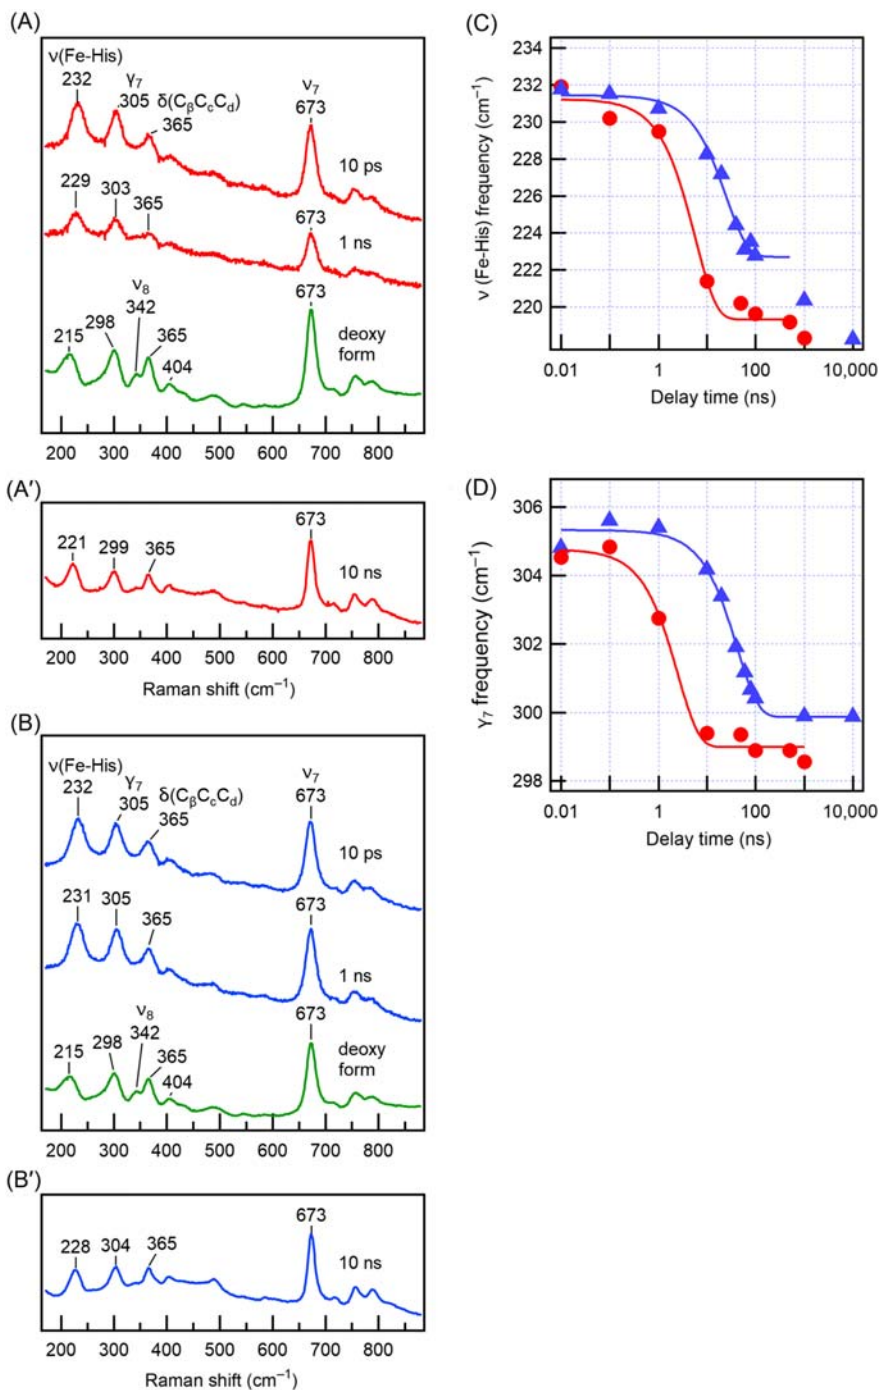 (A)
ν(Fe-His)
232
γ₇
305
δ(CβCcCd)
365
ν₇
673
10 ps
229
303
365
673
1 ns
ν₈
215
298
342
365
404
673
deoxy
form
200 300 400 500 600 700 800
(A′)
221
299
365
673
10 ns
200 300 400 500 600 700 800
Raman shift (cm⁻¹)
(B)
ν(Fe-His)
232
γ₇
305
δ(CβCcCd)
365
ν₇
673
10 ps
231
305
365
673
1 ns
ν₈
215
298
342
365
404
673
deoxy
form
200 300 400 500 600 700 800
(B′)
228
304
365
673
10 ns
200 300 400 500 600 700 800
Raman shift (cm⁻¹)
(C)
ν (Fe-His) frequency (cm⁻¹)
234
232
230
228
226
224
222
220
0.01 1 100 10,000
Delay time (ns)
(D)
γ₇ frequency (cm⁻¹)
306
304
302
300
298
0.01 1 100 10,000
Delay time (ns)